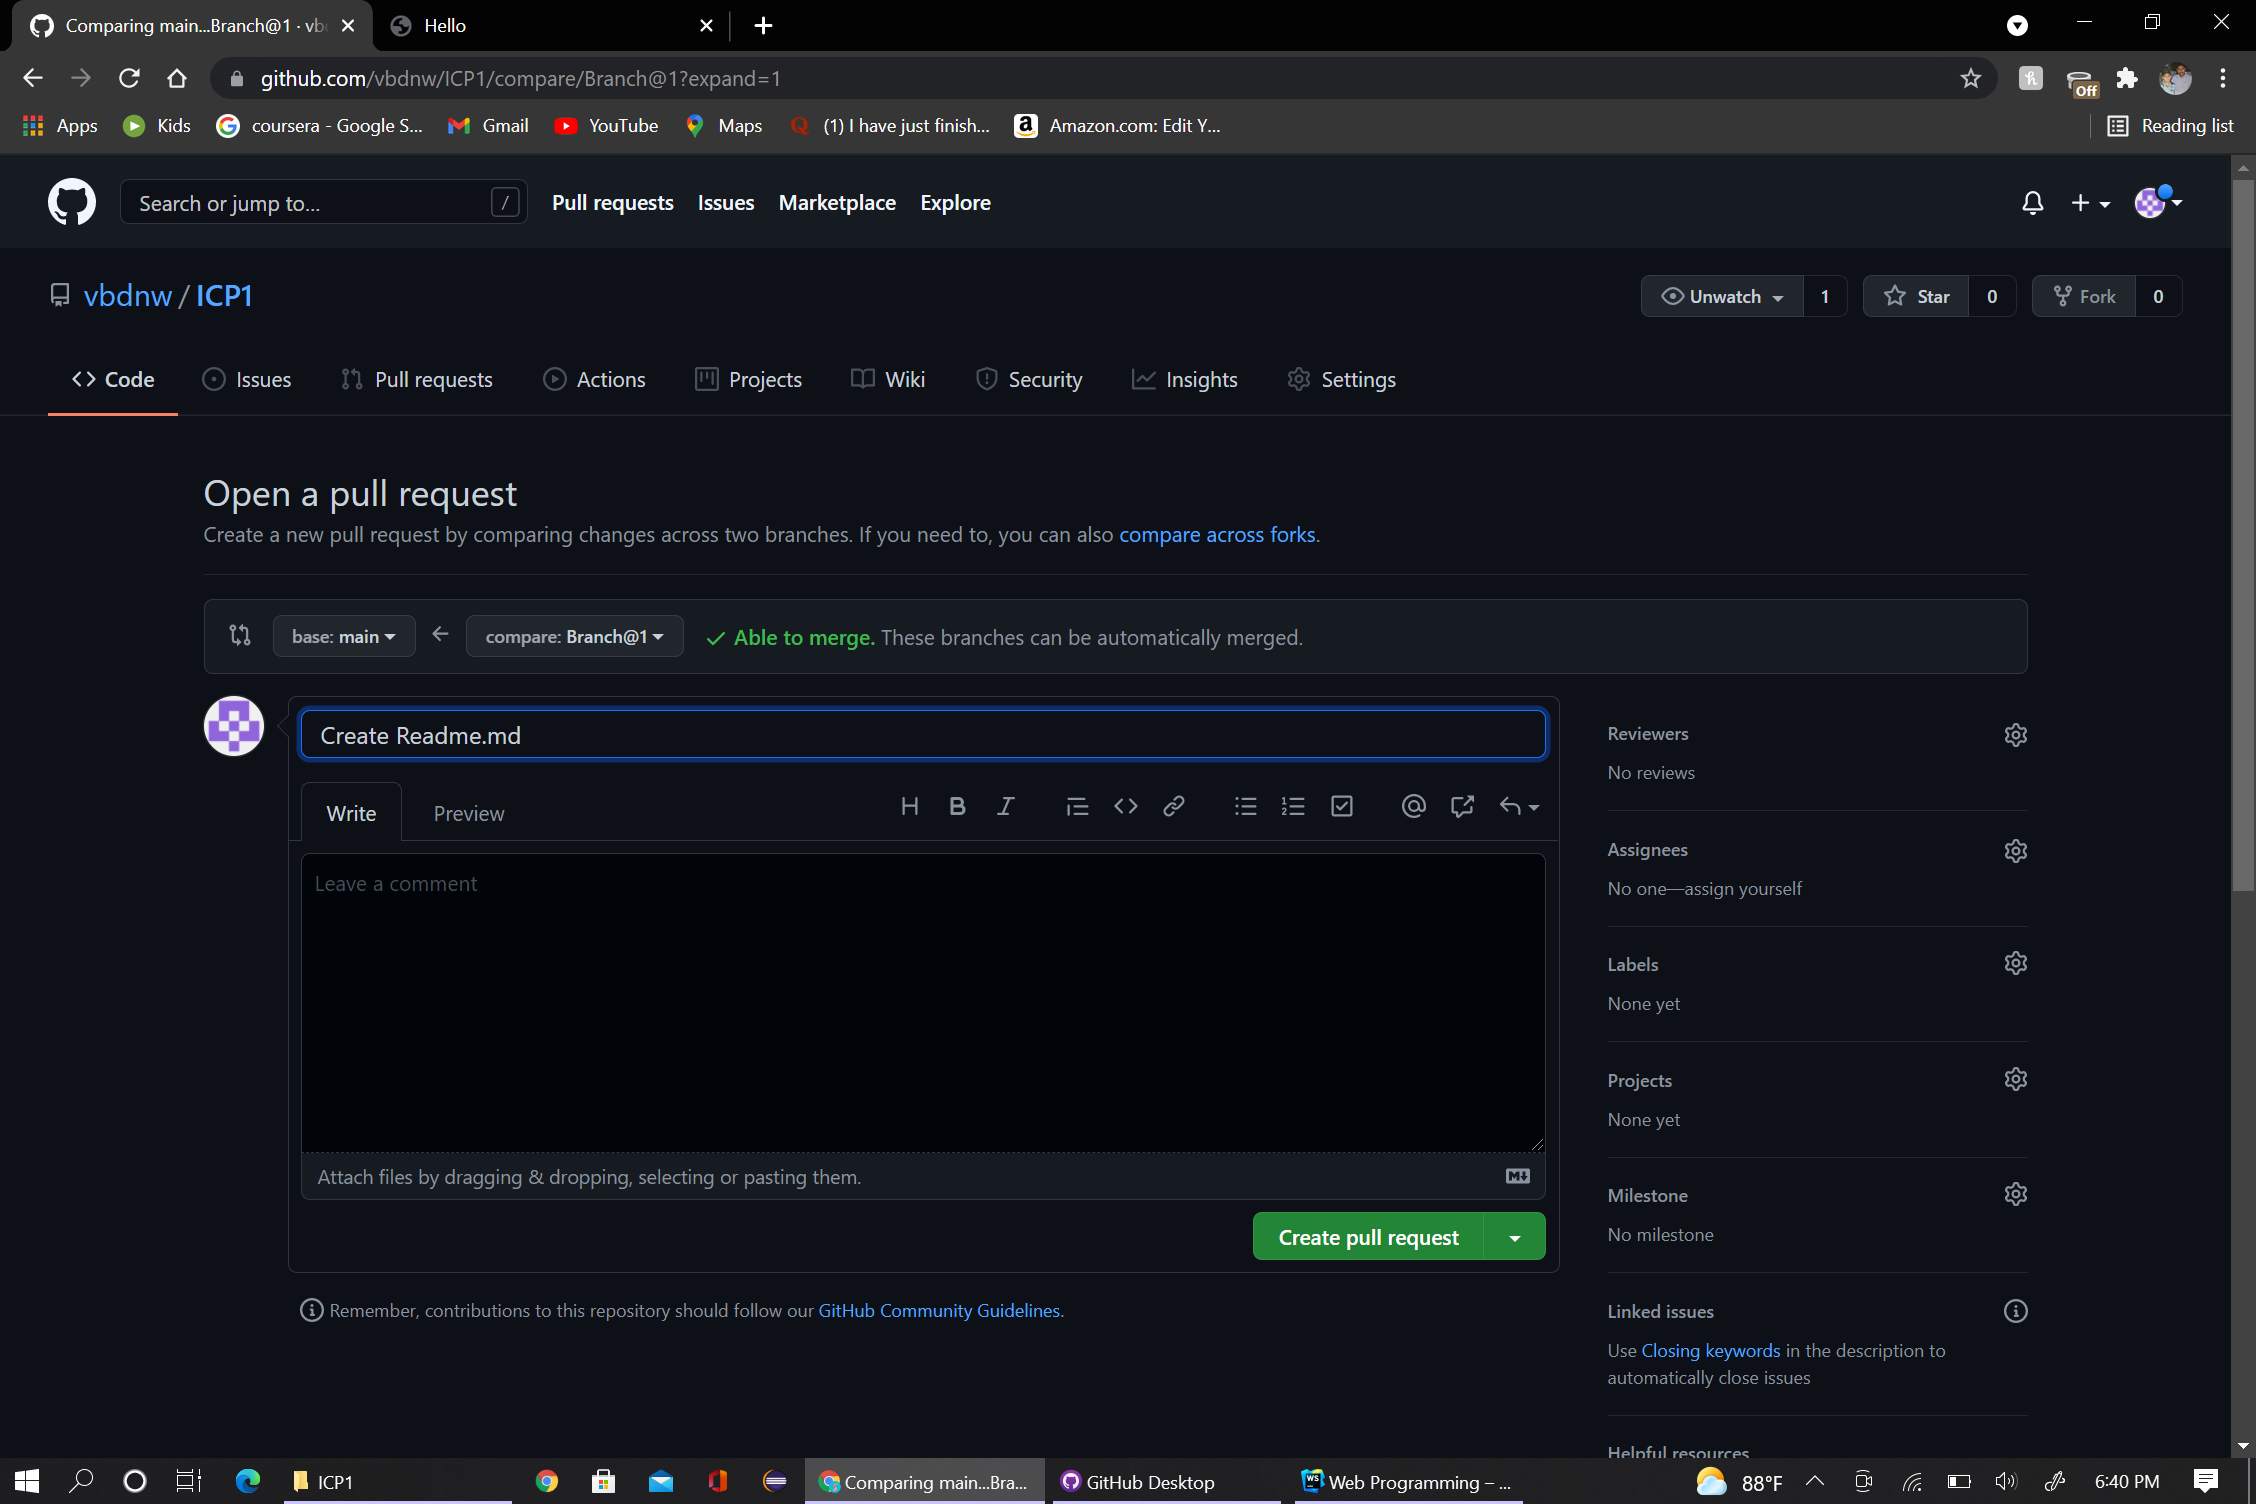 Comparing main...Branch@1 · vb
Hello
github.com/vbdnw/ICP1/compare/Branch@1?expand=1
Off
Apps
Kids
coursera - Google S...
Gmail
YouTube
Maps
(1) I have just finish...
Amazon.com: Edit Y...
Reading list
Search or jump to...
/
Pull requests
Issues
Marketplace
Explore
vbdnw / ICP1
Unwatch 1
Star 0
Fork 0
Code
Issues
Pull requests
Actions
Projects
Wiki
Security
Insights
Settings
Open a pull request
Create a new pull request by comparing changes across two branches. If you need to, you can also compare across forks.
base: main
compare: Branch@1
Able to merge. These branches can be automatically merged.
Create Readme.md
Write
Preview
Leave a comment
Attach files by dragging & dropping, selecting or pasting them.
Create pull request
Remember, contributions to this repository should follow our GitHub Community Guidelines.
Reviewers
No reviews
Assignees
No one—assign yourself
Labels
None yet
Projects
None yet
Milestone
No milestone
Linked issues
Use Closing keywords in the description to
automatically close issues
Helpful resources
ICP1
Comparing main...Bra...
GitHub Desktop
Web Programming – ...
88°F
6:40 PM